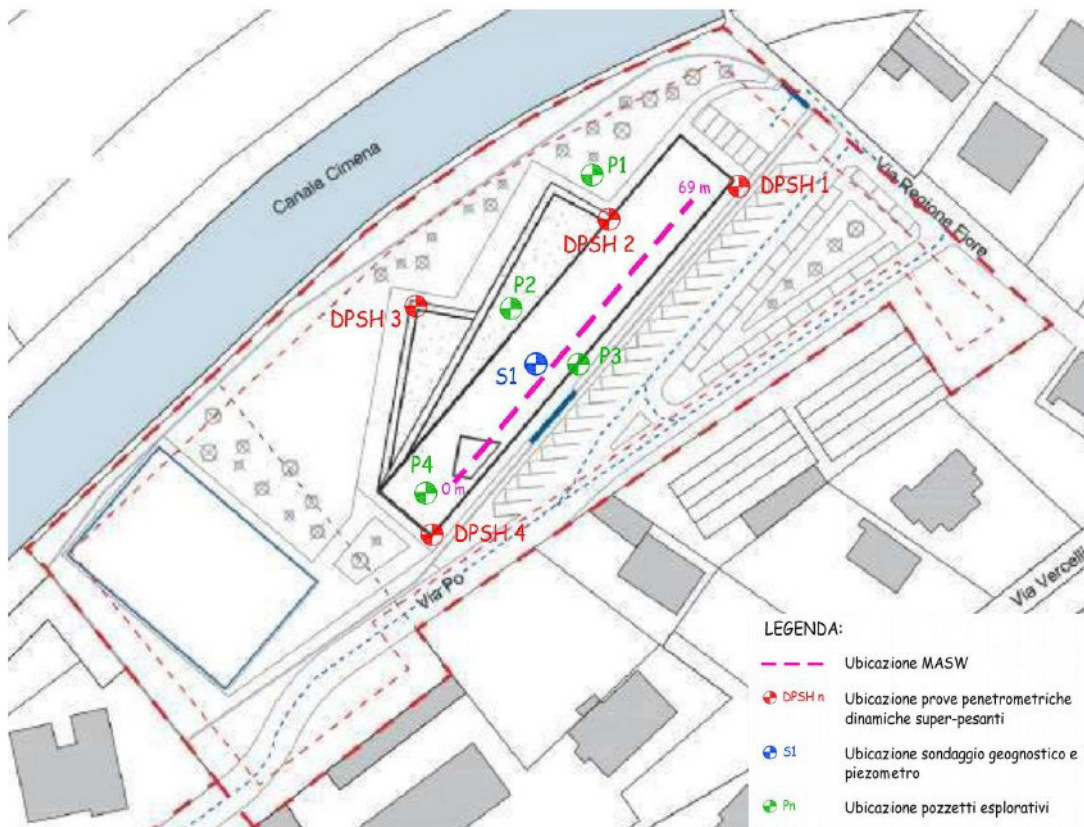 Canale Cimena
P1
69 m
DPSH 1
Via Regione Fiore
DPSH 2
P2
DPSH 3
P3
S1
P4
0 m
DPSH 4
Via Po
Via Vercelli
LEGENDA:
Ubicazione MASW
DPSH n
Ubicazione prove penetrometriche
dinamiche super-pesanti
S1
Ubicazione sondaggio geognostico e
piezometro
Pn
Ubicazione pozzetti esplorativi